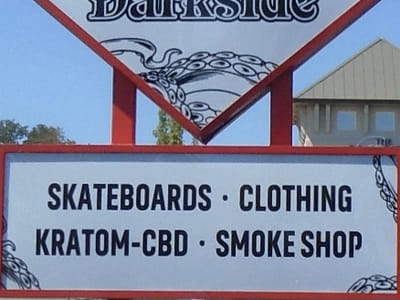 Darkside
SKATEBOARDS · CLOTHING
KRATOM-CBD · SMOKE SHOP